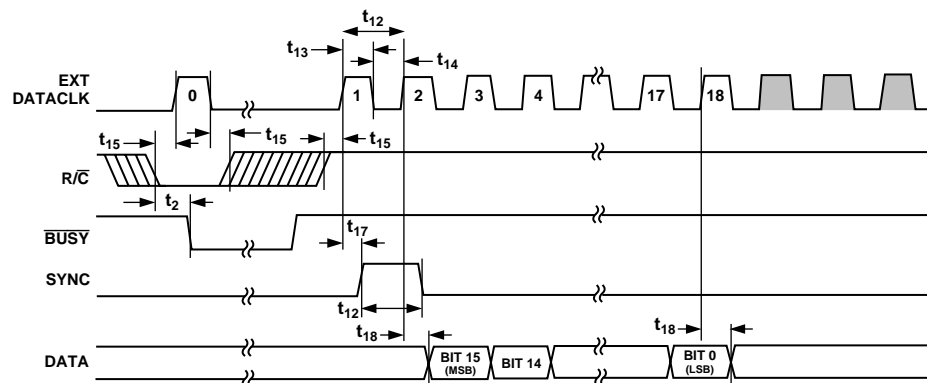 t12
t13
t14
EXT
DATACLK
0
1
2
3
4
17
18
t15
t15
t15
R/C̅
t2
B̅U̅S̅Y̅
t17
SYNC
t12
t18
t18
DATA
BIT 15
(MSB)
BIT 14
BIT 0
(LSB)